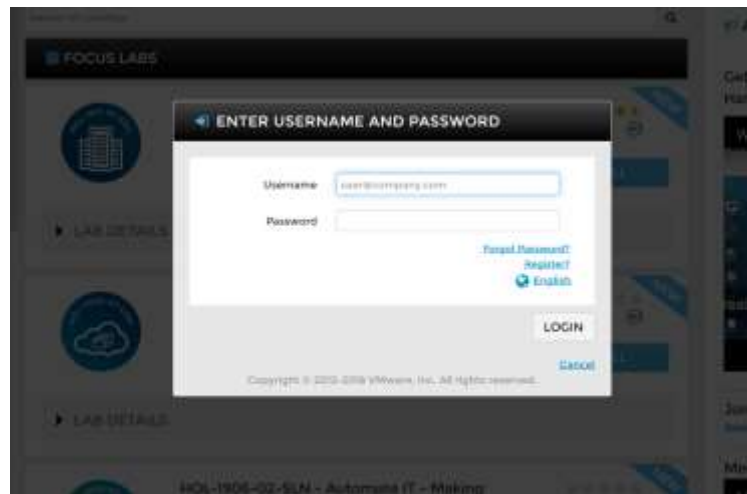 FOCUS LABS
ENTER USERNAME AND PASSWORD
Username
user@company.com
Password
Forgot Password?
Register?
English
LOGIN
Cancel
Copyright © 2012-2018 VMware, Inc. All rights reserved.
LAB DETAILS
LAB DETAILS
HOL-1906-02-SLN - Automate IT - Making